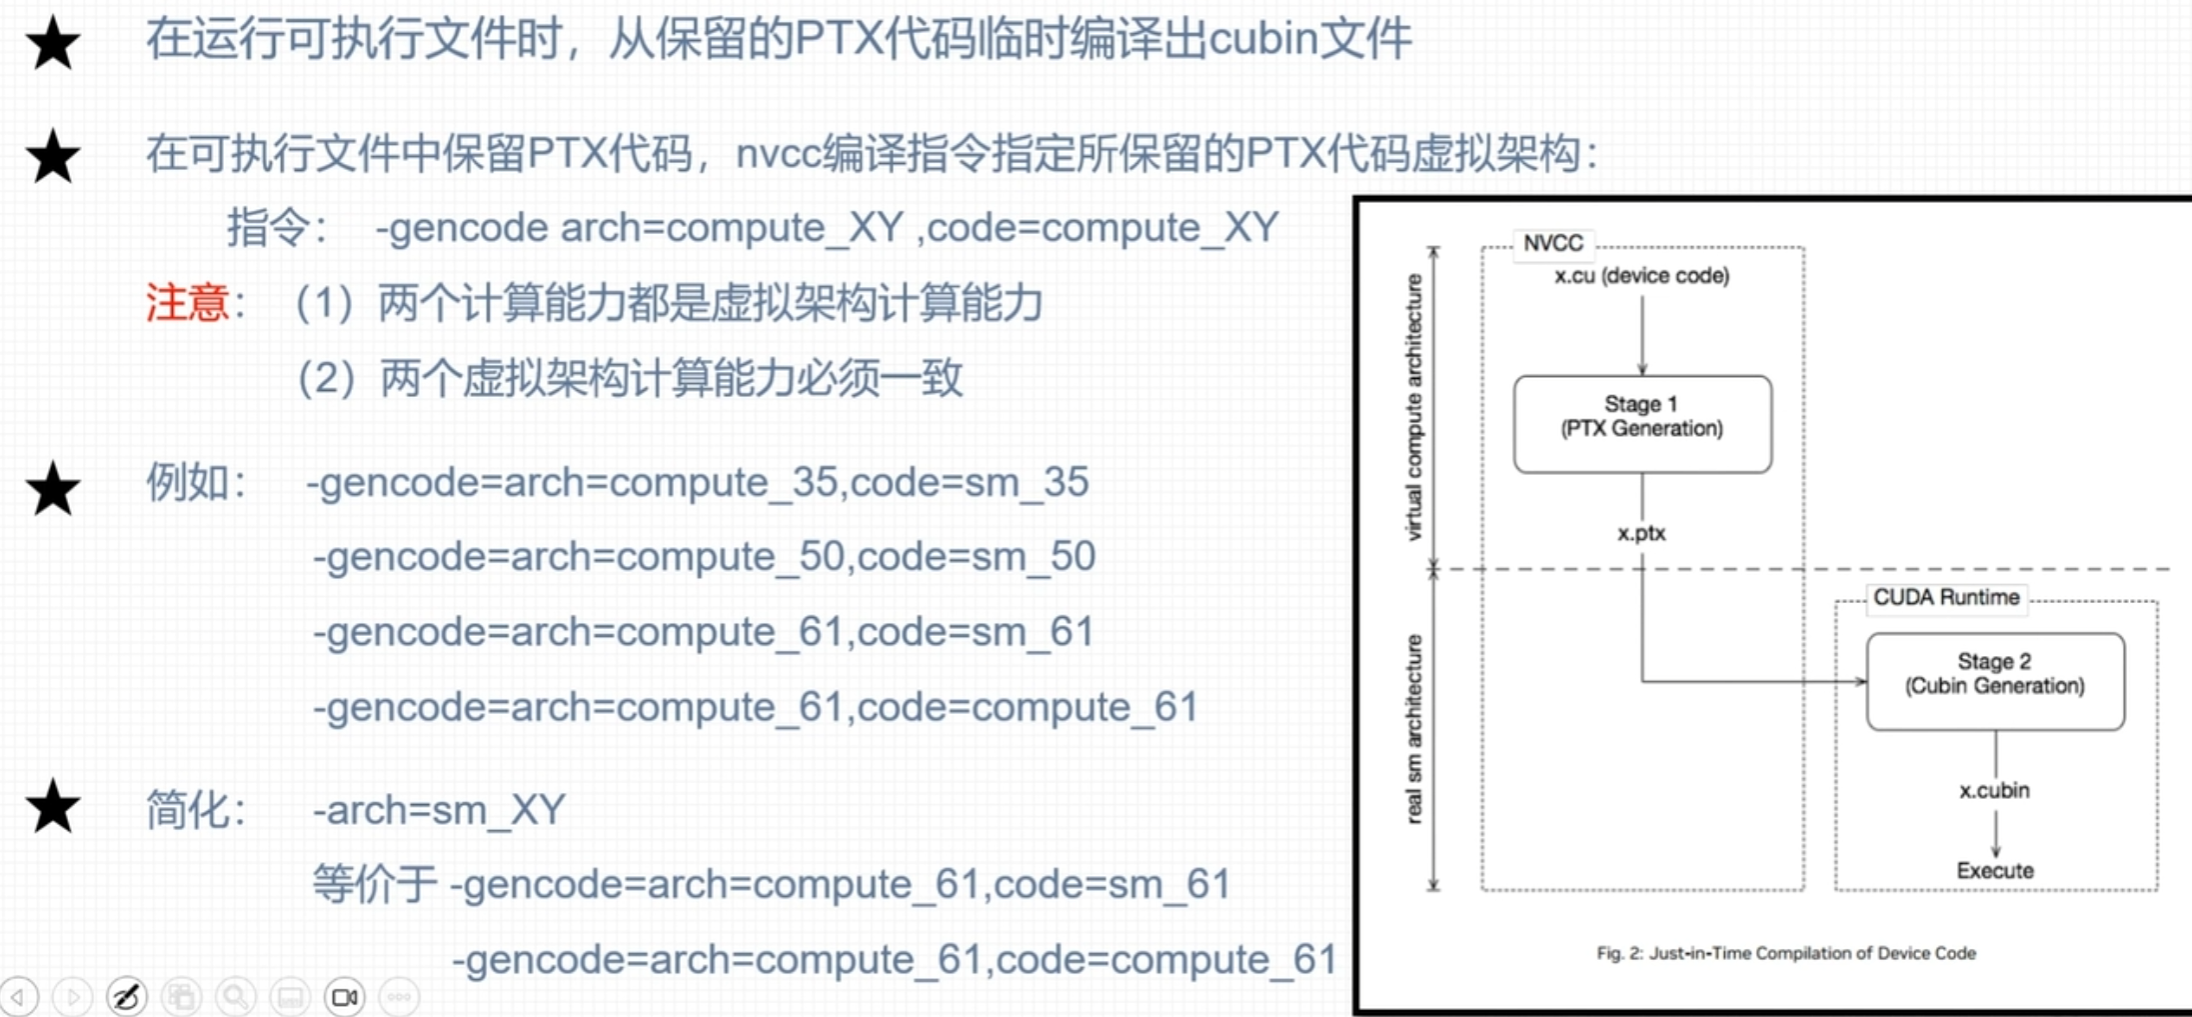 在运行可执行文件时，从保留的PTX代码临时编译出cubin文件
在可执行文件中保留PTX代码，nvcc编译指令指定所保留的PTX代码虚拟架构：
指令： -gencode arch=compute_XY ,code=compute_XY
注意：（1）两个计算能力都是虚拟架构计算能力
（2）两个虚拟架构计算能力必须一致
例如： -gencode=arch=compute_35,code=sm_35
-gencode=arch=compute_50,code=sm_50
-gencode=arch=compute_61,code=sm_61
-gencode=arch=compute_61,code=compute_61
简化： -arch=sm_XY
等价于 -gencode=arch=compute_61,code=sm_61
-gencode=arch=compute_61,code=compute_61
NVCC
x.cu (device code)
virtual compute architecture
Stage 1
(PTX Generation)
x.ptx
real sm architecture
CUDA Runtime
Stage 2
(Cubin Generation)
x.cubin
Execute
Fig. 2: Just-in-Time Compilation of Device Code